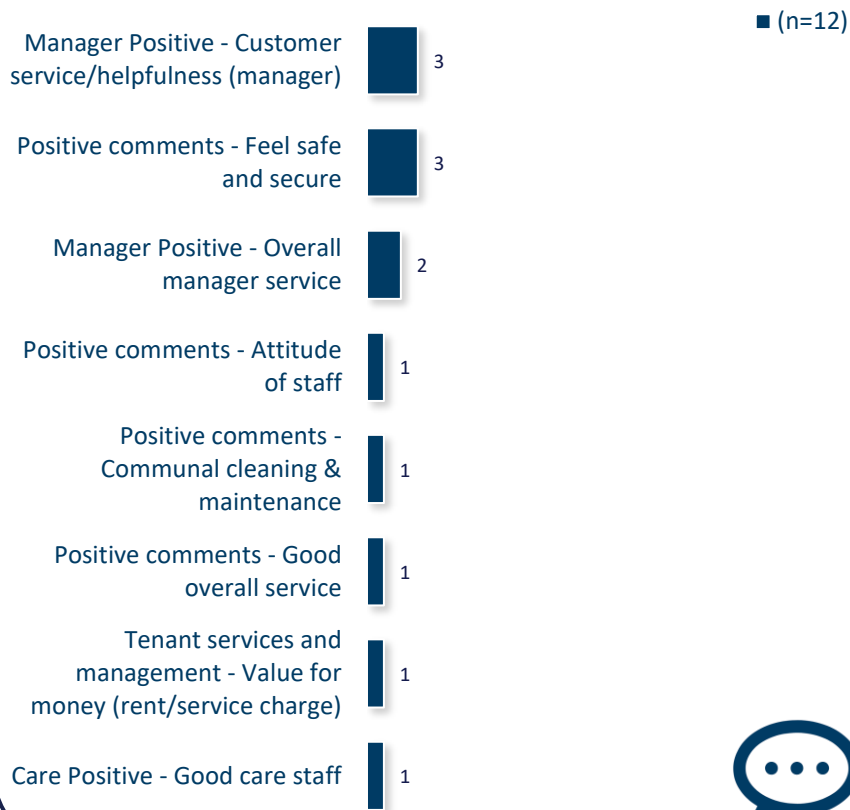 (n=12)
Manager Positive - Customer
service/helpfulness (manager)
3
Positive comments - Feel safe
and secure
3
Manager Positive - Overall
manager service
2
Positive comments - Attitude
of staff
1
Positive comments -
Communal cleaning &
maintenance
1
Positive comments - Good
overall service
1
Tenant services and
management - Value for
money (rent/service charge)
1
Care Positive - Good care staff
1